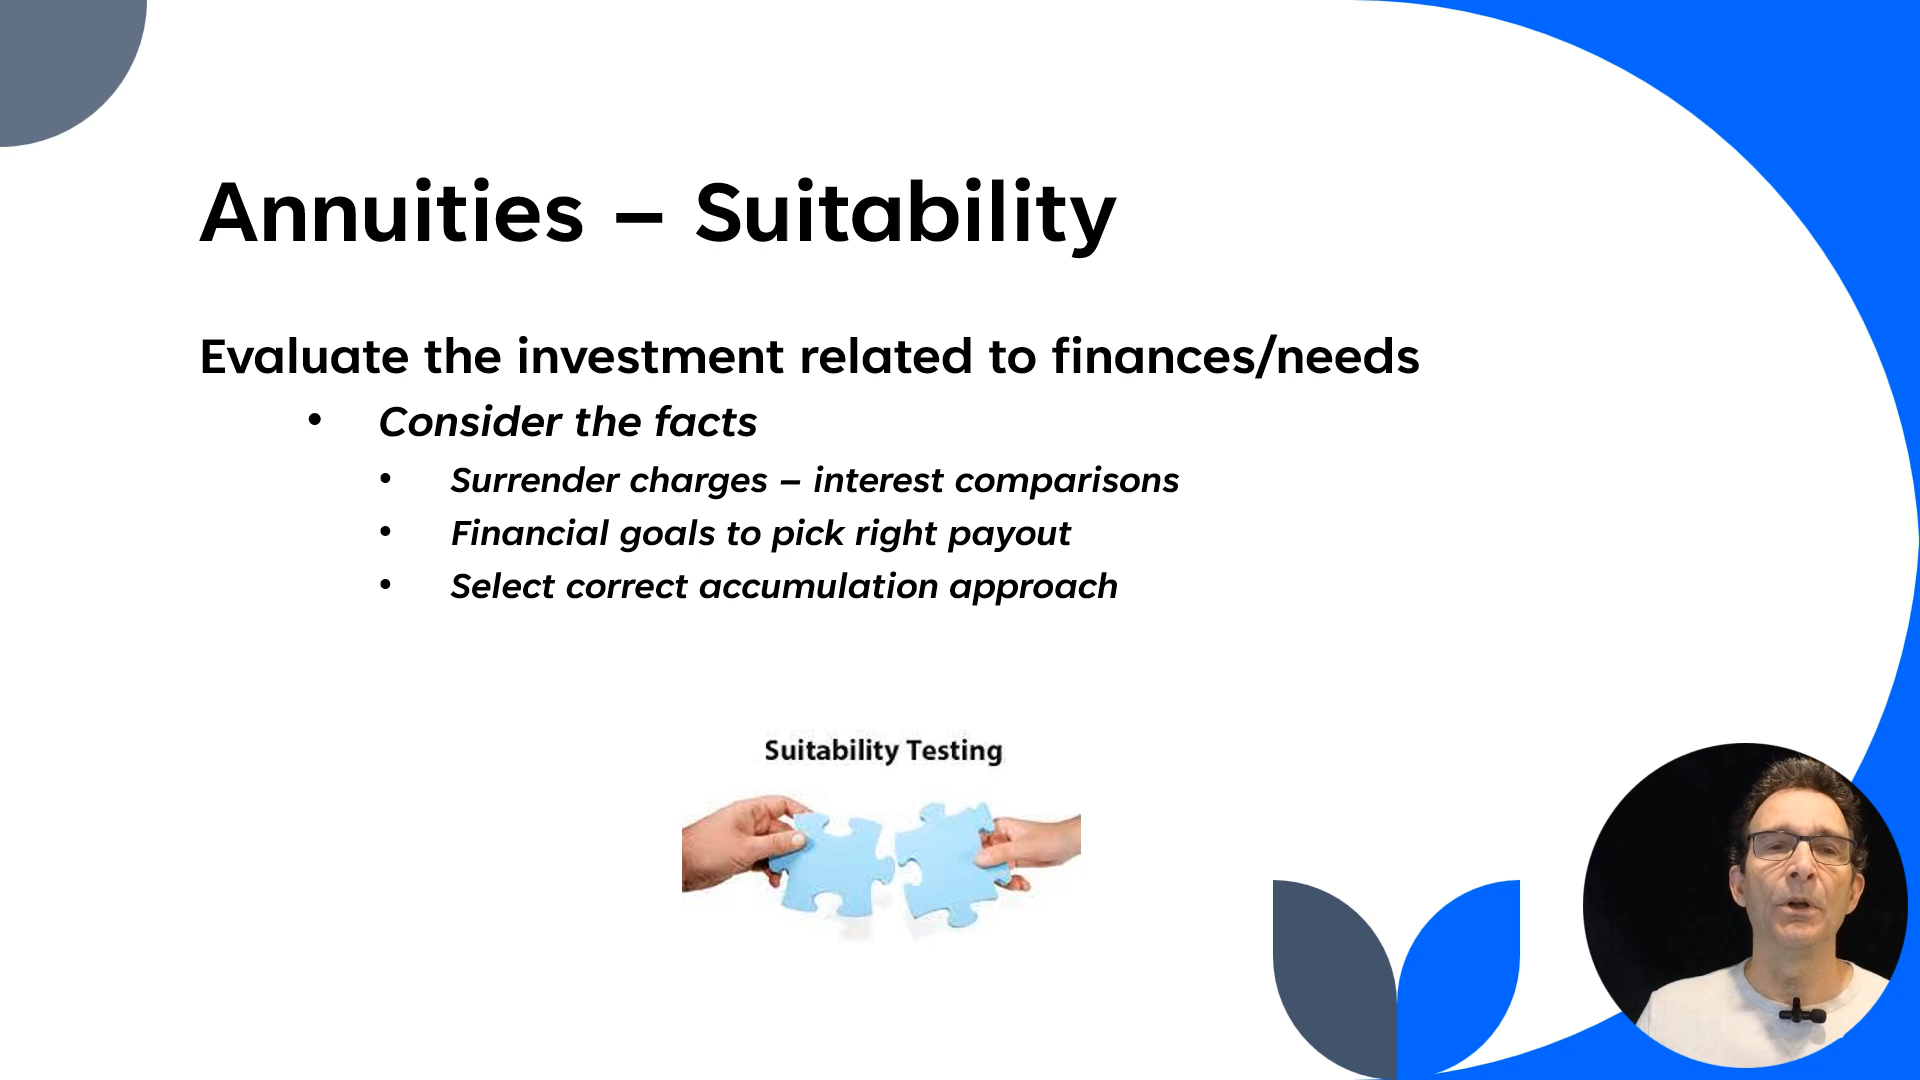 Annuities – Suitability
Evaluate the investment related to finances/needs
• Consider the facts
• Surrender charges – interest comparisons
• Financial goals to pick right payout
• Select correct accumulation approach
Suitability Testing